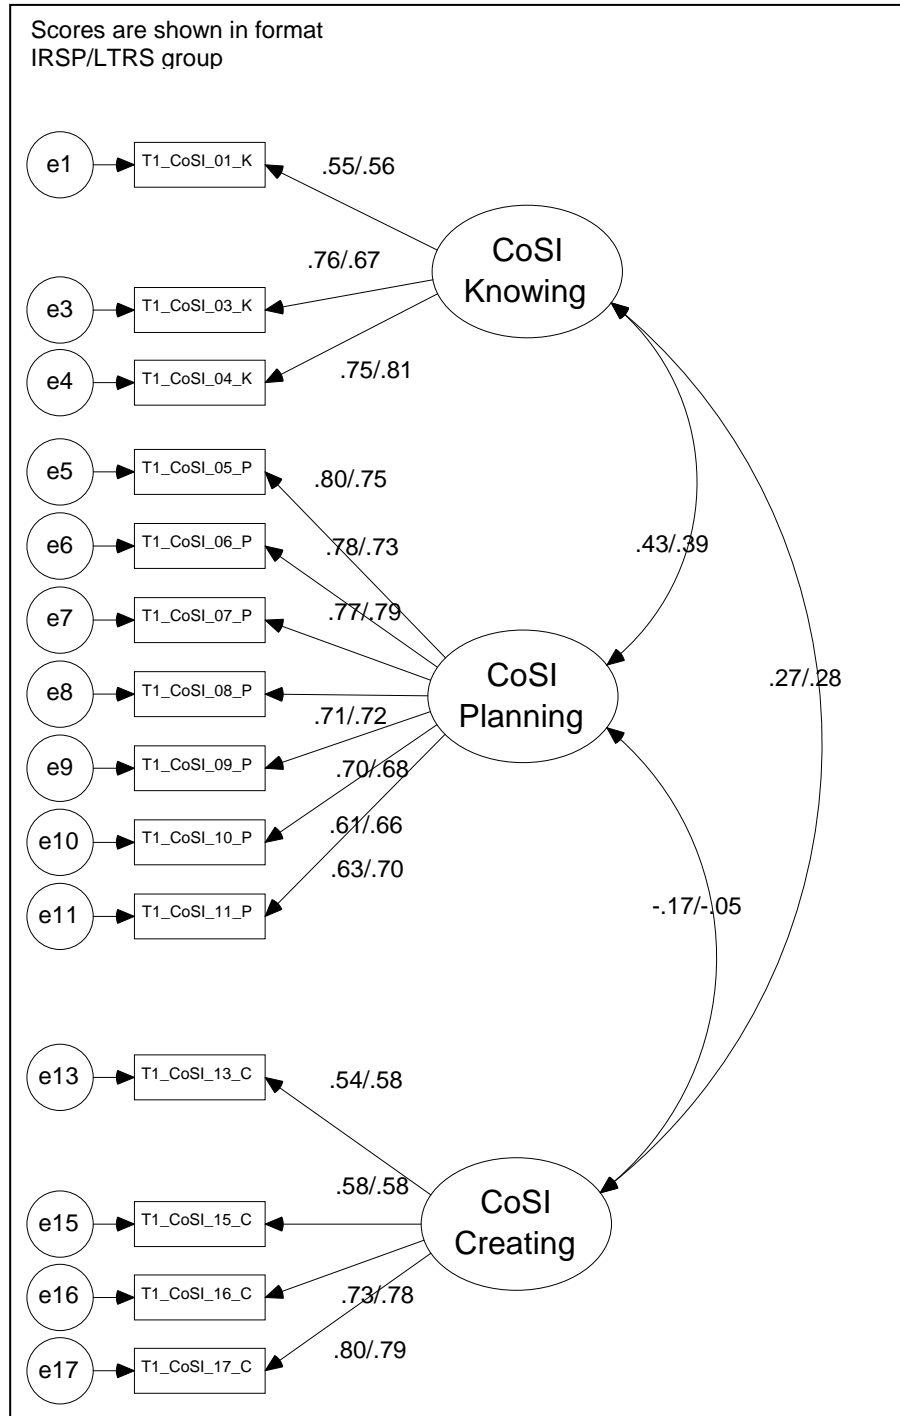 Scores are shown in format
IRSP/LTRS group
e1
T1_CoSI_01_K
.55/.56
CoSI
Knowing
.76/.67
e3
T1_CoSI_03_K
e4
T1_CoSI_04_K
.75/.81
e5
T1_CoSI_05_P
.80/.75
e6
T1_CoSI_06_P
.78/.73
.43/.39
e7
T1_CoSI_07_P
.77/.79
CoSI
Planning
.27/.28
e8
T1_CoSI_08_P
.71/.72
e9
T1_CoSI_09_P
.70/.68
e10
T1_CoSI_10_P
.61/.66
.63/.70
e11
T1_CoSI_11_P
-.17/-.05
e13
T1_CoSI_13_C
.54/.58
.58/.58
CoSI
Creating
e15
T1_CoSI_15_C
e16
T1_CoSI_16_C
.73/.78
.80/.79
e17
T1_CoSI_17_C